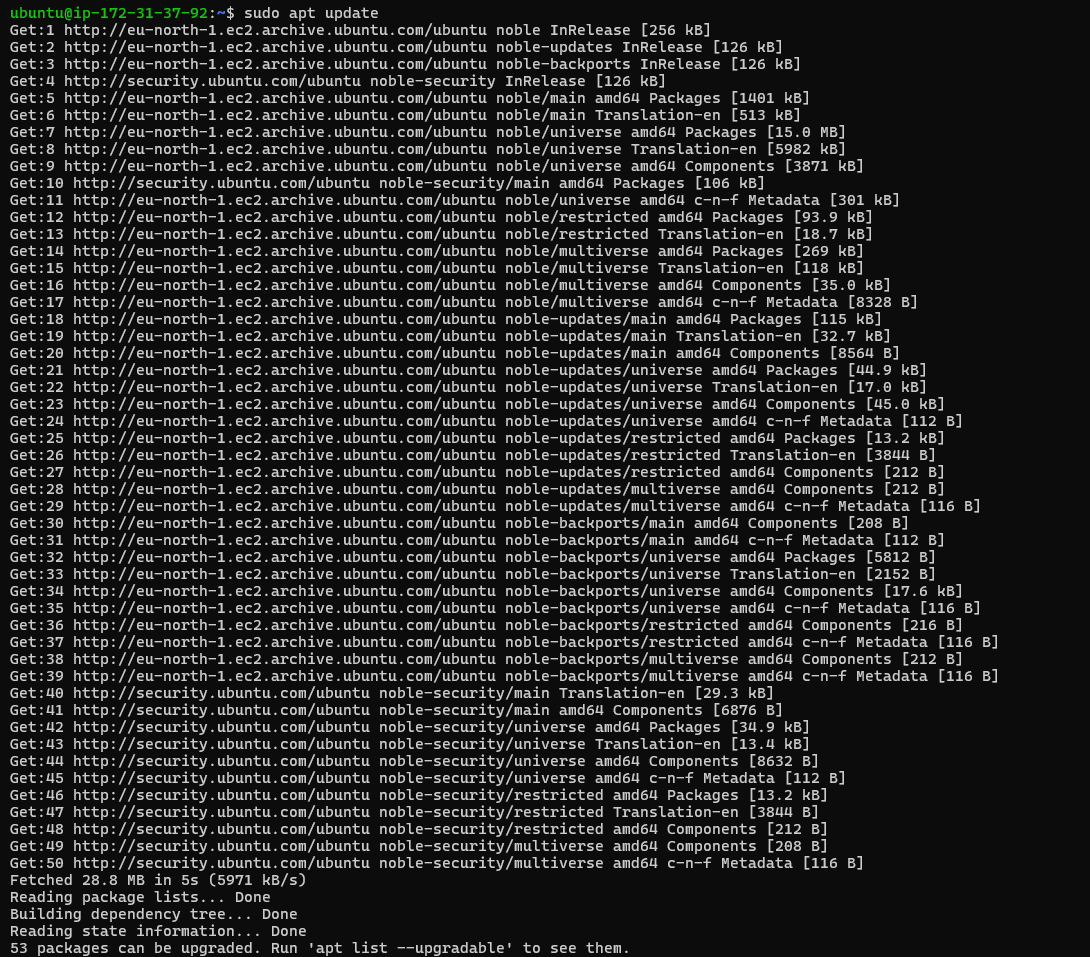 ubuntu@ip-172-31-37-92:~$ sudo apt update
Get:1 http://eu-north-1.ec2.archive.ubuntu.com/ubuntu noble InRelease [256 kB]
Get:2 http://eu-north-1.ec2.archive.ubuntu.com/ubuntu noble-updates InRelease [126 kB]
Get:3 http://eu-north-1.ec2.archive.ubuntu.com/ubuntu noble-backports InRelease [126 kB]
Get:4 http://security.ubuntu.com/ubuntu noble-security InRelease [126 kB]
Get:5 http://eu-north-1.ec2.archive.ubuntu.com/ubuntu noble/main amd64 Packages [1401 kB]
Get:6 http://eu-north-1.ec2.archive.ubuntu.com/ubuntu noble/main Translation-en [513 kB]
Get:7 http://eu-north-1.ec2.archive.ubuntu.com/ubuntu noble/universe amd64 Packages [15.0 MB]
Get:8 http://eu-north-1.ec2.archive.ubuntu.com/ubuntu noble/universe Translation-en [5982 kB]
Get:9 http://eu-north-1.ec2.archive.ubuntu.com/ubuntu noble/universe amd64 Components [3871 kB]
Get:10 http://security.ubuntu.com/ubuntu noble-security/main amd64 Packages [106 kB]
Get:11 http://eu-north-1.ec2.archive.ubuntu.com/ubuntu noble/universe amd64 c-n-f Metadata [301 kB]
Get:12 http://eu-north-1.ec2.archive.ubuntu.com/ubuntu noble/restricted amd64 Packages [93.9 kB]
Get:13 http://eu-north-1.ec2.archive.ubuntu.com/ubuntu noble/restricted Translation-en [18.7 kB]
Get:14 http://eu-north-1.ec2.archive.ubuntu.com/ubuntu noble/multiverse amd64 Packages [269 kB]
Get:15 http://eu-north-1.ec2.archive.ubuntu.com/ubuntu noble/multiverse Translation-en [118 kB]
Get:16 http://eu-north-1.ec2.archive.ubuntu.com/ubuntu noble/multiverse amd64 Components [35.0 kB]
Get:17 http://eu-north-1.ec2.archive.ubuntu.com/ubuntu noble/multiverse amd64 c-n-f Metadata [8328 B]
Get:18 http://eu-north-1.ec2.archive.ubuntu.com/ubuntu noble-updates/main amd64 Packages [115 kB]
Get:19 http://eu-north-1.ec2.archive.ubuntu.com/ubuntu noble-updates/main Translation-en [32.7 kB]
Get:20 http://eu-north-1.ec2.archive.ubuntu.com/ubuntu noble-updates/main amd64 Components [8564 B]
Get:21 http://eu-north-1.ec2.archive.ubuntu.com/ubuntu noble-updates/universe amd64 Packages [44.9 kB]
Get:22 http://eu-north-1.ec2.archive.ubuntu.com/ubuntu noble-updates/universe Translation-en [17.0 kB]
Get:23 http://eu-north-1.ec2.archive.ubuntu.com/ubuntu noble-updates/universe amd64 Components [45.0 kB]
Get:24 http://eu-north-1.ec2.archive.ubuntu.com/ubuntu noble-updates/universe amd64 c-n-f Metadata [112 B]
Get:25 http://eu-north-1.ec2.archive.ubuntu.com/ubuntu noble-updates/restricted amd64 Packages [13.2 kB]
Get:26 http://eu-north-1.ec2.archive.ubuntu.com/ubuntu noble-updates/restricted Translation-en [3844 B]
Get:27 http://eu-north-1.ec2.archive.ubuntu.com/ubuntu noble-updates/restricted amd64 Components [212 B]
Get:28 http://eu-north-1.ec2.archive.ubuntu.com/ubuntu noble-updates/multiverse amd64 Components [212 B]
Get:29 http://eu-north-1.ec2.archive.ubuntu.com/ubuntu noble-updates/multiverse amd64 c-n-f Metadata [116 B]
Get:30 http://eu-north-1.ec2.archive.ubuntu.com/ubuntu noble-backports/main amd64 Components [208 B]
Get:31 http://eu-north-1.ec2.archive.ubuntu.com/ubuntu noble-backports/main amd64 c-n-f Metadata [112 B]
Get:32 http://eu-north-1.ec2.archive.ubuntu.com/ubuntu noble-backports/universe amd64 Packages [5812 B]
Get:33 http://eu-north-1.ec2.archive.ubuntu.com/ubuntu noble-backports/universe Translation-en [2152 B]
Get:34 http://eu-north-1.ec2.archive.ubuntu.com/ubuntu noble-backports/universe amd64 Components [17.6 kB]
Get:35 http://eu-north-1.ec2.archive.ubuntu.com/ubuntu noble-backports/universe amd64 c-n-f Metadata [116 B]
Get:36 http://eu-north-1.ec2.archive.ubuntu.com/ubuntu noble-backports/restricted amd64 Components [216 B]
Get:37 http://eu-north-1.ec2.archive.ubuntu.com/ubuntu noble-backports/restricted amd64 c-n-f Metadata [116 B]
Get:38 http://eu-north-1.ec2.archive.ubuntu.com/ubuntu noble-backports/multiverse amd64 Components [212 B]
Get:39 http://eu-north-1.ec2.archive.ubuntu.com/ubuntu noble-backports/multiverse amd64 c-n-f Metadata [116 B]
Get:40 http://security.ubuntu.com/ubuntu noble-security/main Translation-en [29.3 kB]
Get:41 http://security.ubuntu.com/ubuntu noble-security/main amd64 Components [6876 B]
Get:42 http://security.ubuntu.com/ubuntu noble-security/universe amd64 Packages [34.9 kB]
Get:43 http://security.ubuntu.com/ubuntu noble-security/universe Translation-en [13.4 kB]
Get:44 http://security.ubuntu.com/ubuntu noble-security/universe amd64 Components [8632 B]
Get:45 http://security.ubuntu.com/ubuntu noble-security/universe amd64 c-n-f Metadata [112 B]
Get:46 http://security.ubuntu.com/ubuntu noble-security/restricted amd64 Packages [13.2 kB]
Get:47 http://security.ubuntu.com/ubuntu noble-security/restricted Translation-en [3844 B]
Get:48 http://security.ubuntu.com/ubuntu noble-security/restricted amd64 Components [212 B]
Get:49 http://security.ubuntu.com/ubuntu noble-security/multiverse amd64 Components [208 B]
Get:50 http://security.ubuntu.com/ubuntu noble-security/multiverse amd64 c-n-f Metadata [116 B]
Fetched 28.8 MB in 5s (5971 kB/s)
Reading package lists... Done
Building dependency tree... Done
Reading state information... Done
53 packages can be upgraded. Run 'apt list --upgradable' to see them.